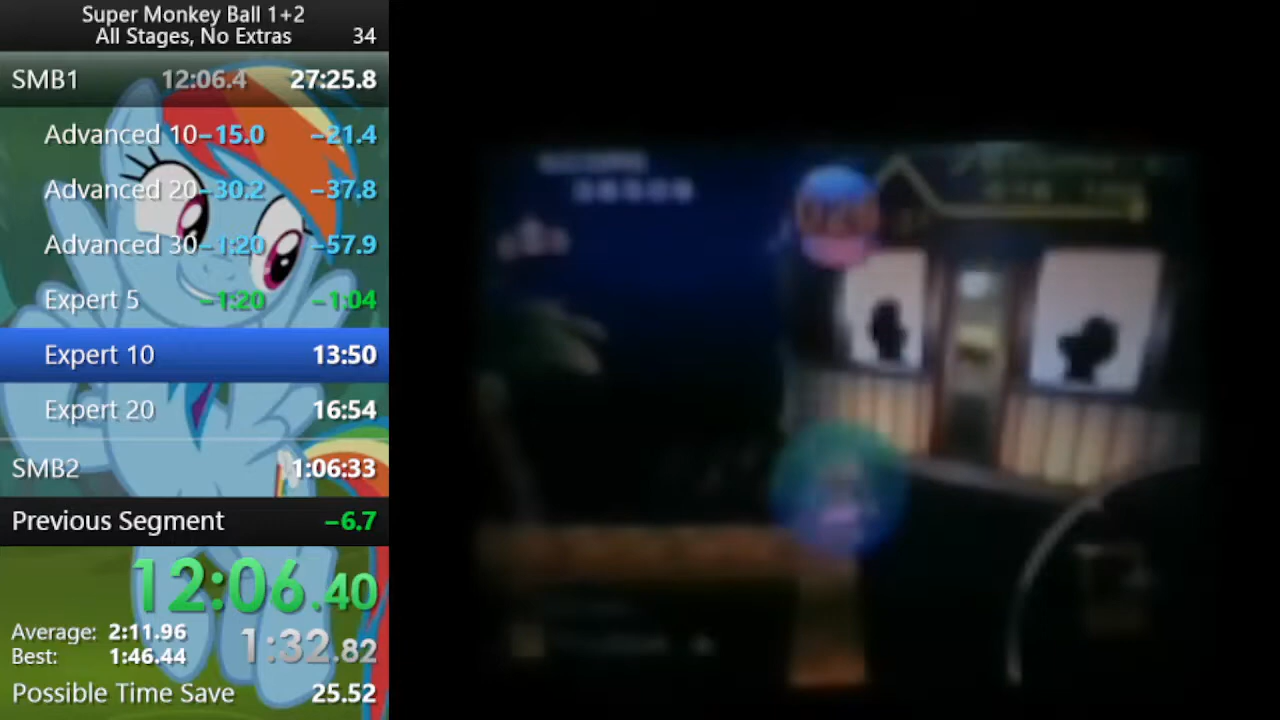 Super Monkey Ball 1+2
All Stages, No Extras 34
SMB1 12:06.4 27:25.8
Advanced 10 −15.0 −21.4
Advanced 20 −30.2 −37.8
Advanced 30 −1:20 −57.9
Expert 5 −1:20 −1:04
Expert 10 13:50
Expert 20 16:54
SMB2 1:06:33
Previous Segment −6.7
12:06.40
Average: 2:11.96
Best: 1:46.44 1:32.82
Possible Time Save 25.52